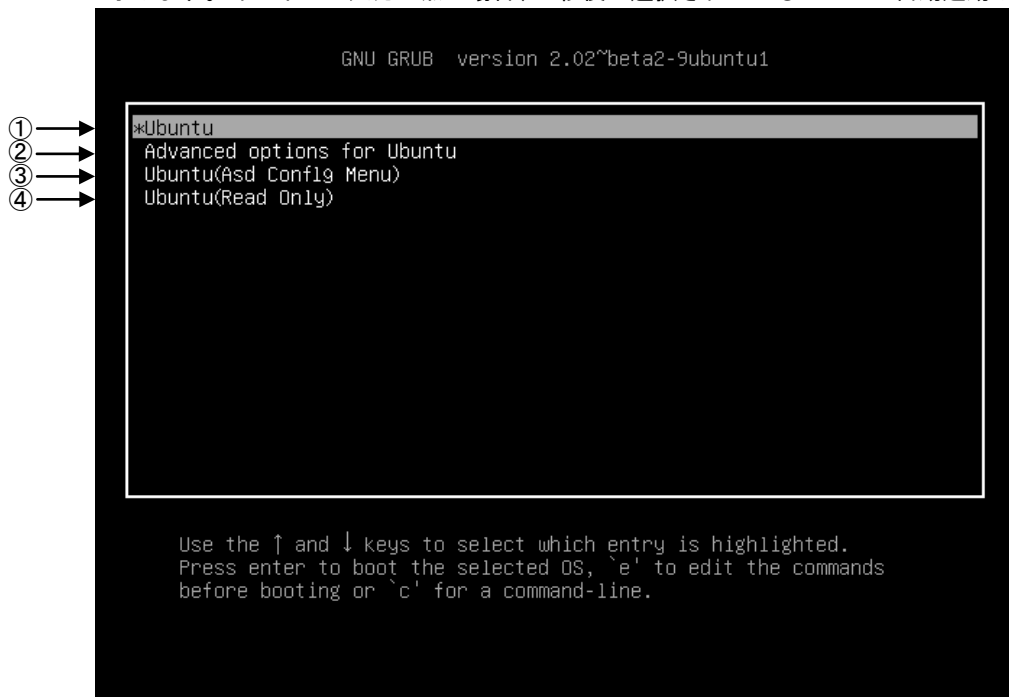 GNU GRUB version 2.02~beta2-9ubuntu1
① *Ubuntu
② Advanced options for Ubuntu
③ Ubuntu(Asd Conflg Menu)
④ Ubuntu(Read Only)
Use the ↑ and ↓ keys to select which entry is highlighted.
Press enter to boot the selected OS, `e' to edit the commands
before booting or `c' for a command-line.